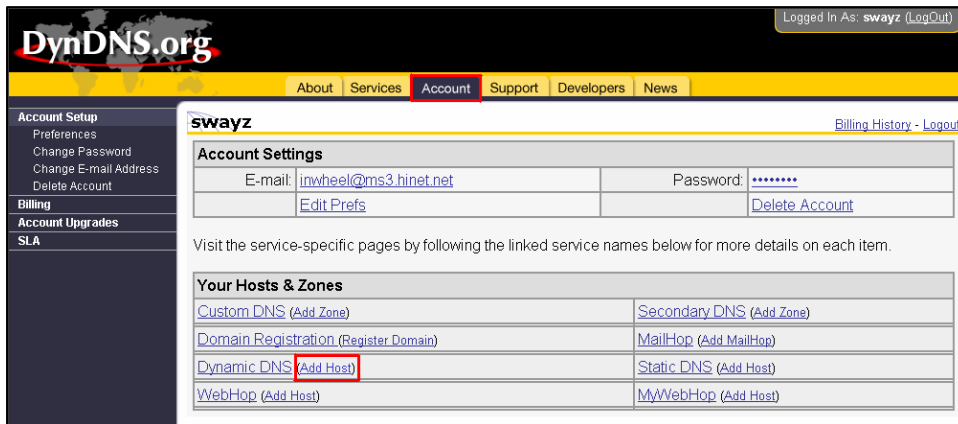 Logged In As: swayz (LogOut)
DynDNS.org
About Services Account Support Developers News
Account Setup
Preferences
Change Password
Change E-mail Address
Delete Account
Billing
Account Upgrades
SLA
swayz
Billing History - Logout
Account Settings
E-mail: inwheel@ms3.hinet.net Password: ••••••••
Edit Prefs Delete Account
Visit the service-specific pages by following the linked service names below for more details on each item.
Your Hosts & Zones
Custom DNS (Add Zone) Secondary DNS (Add Zone)
Domain Registration (Register Domain) MailHop (Add MailHop)
Dynamic DNS (Add Host) Static DNS (Add Host)
WebHop (Add Host) MyWebHop (Add Host)